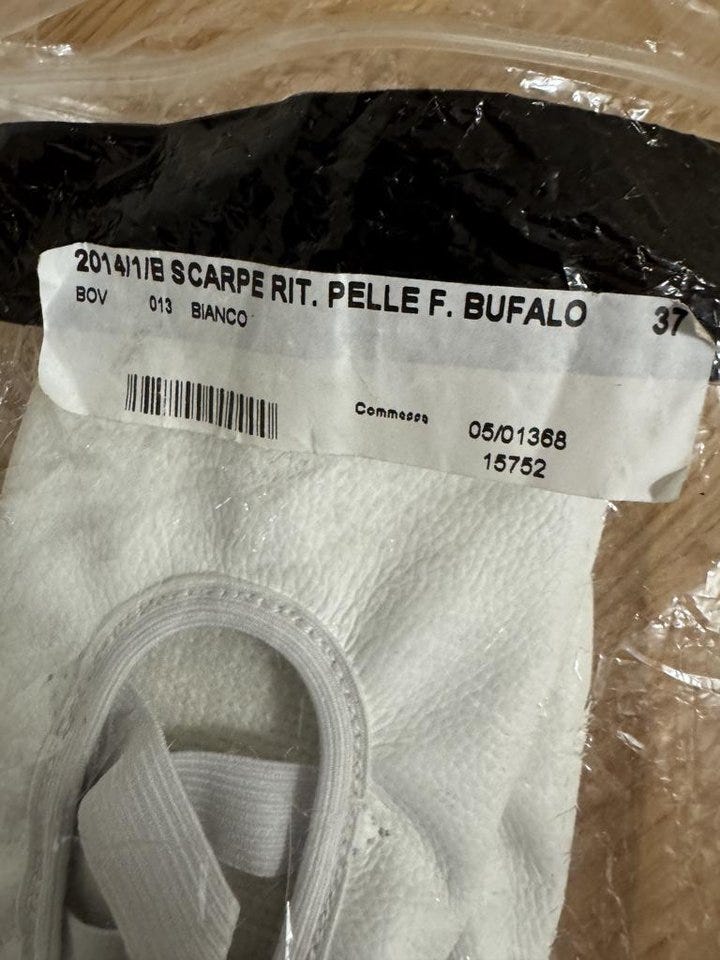 2014/1/B SCARPE RIT. PELLE F. BUFALO 37
BOV 013 BIANCO
Commessa 05/01368
15752